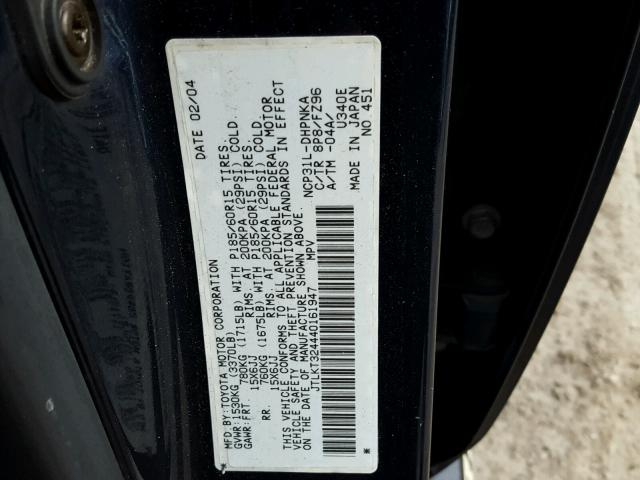 MFD.BY:TOYOTA MOTOR CORPORATION DATE 02/04
GVWR:1530KG(3370LB)
GAWR:FRT. 780KG (1715LB) WITH P185/60R15 TIRES.
15X6JJ RIMS. AT 200KPA (29PSI) COLD.
RR. 760KG (1675LB) WITH P185/60R15 TIRES.
15X6JJ RIMS. AT 200KPA (29PSI) COLD.
THIS VEHICLE CONFORMS TO ALL APPLICABLE FEDERAL MOTOR
VEHICLE SAFETY AND THEFT PREVENTION STANDARDS IN EFFECT
ON THE DATE OF MANUFACTURE SHOWN ABOVE.
JTLKT324440161947 MPV
NCP31L-DHPNKA
C/TR 8P8/FZ96
A/TM -04A/ U340E
MADE IN JAPAN
NO 451